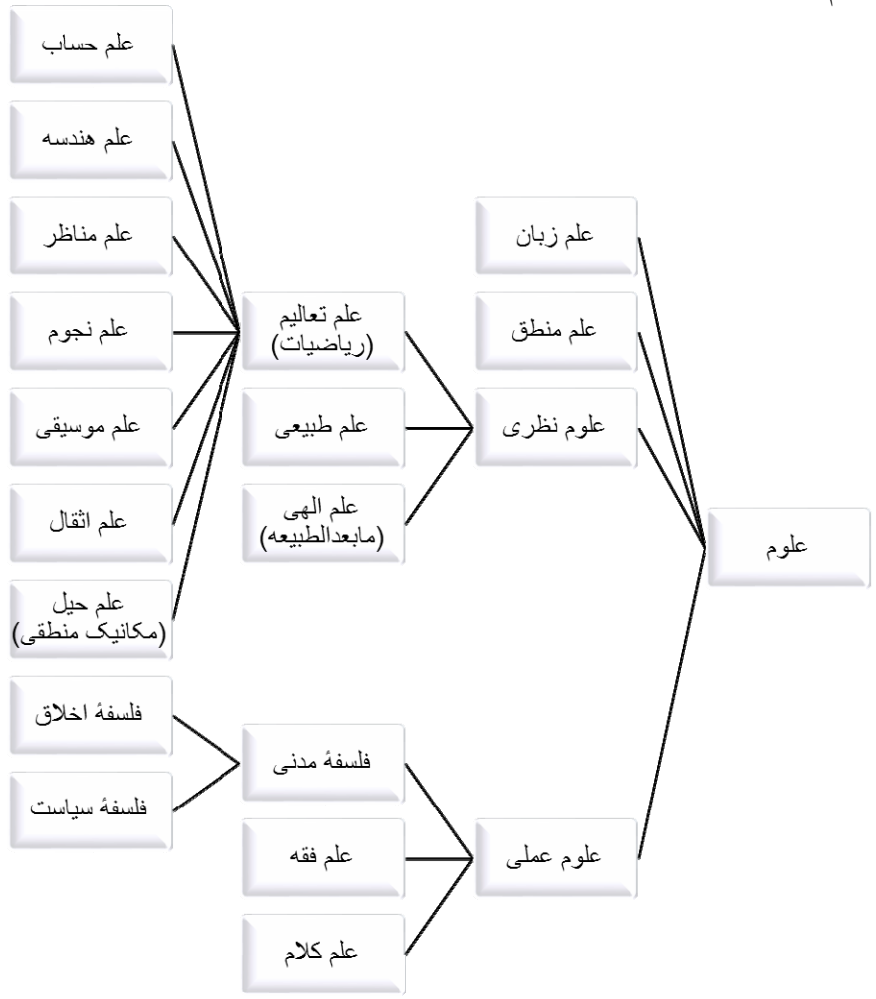 علوم
علم زبان
علم منطق
علوم نظری
علم تعالیم
(ریاضیات)
علم حساب
علم هندسه
علم مناظر
علم نجوم
علم موسیقی
علم اثقال
علم حیل
(مکانیک منطقی)
علم طبیعی
علم الهی
(مابعدالطبیعه)
علوم عملی
فلسفهٔ مدنی
فلسفهٔ اخلاق
فلسفهٔ سیاست
علم فقه
علم کلام